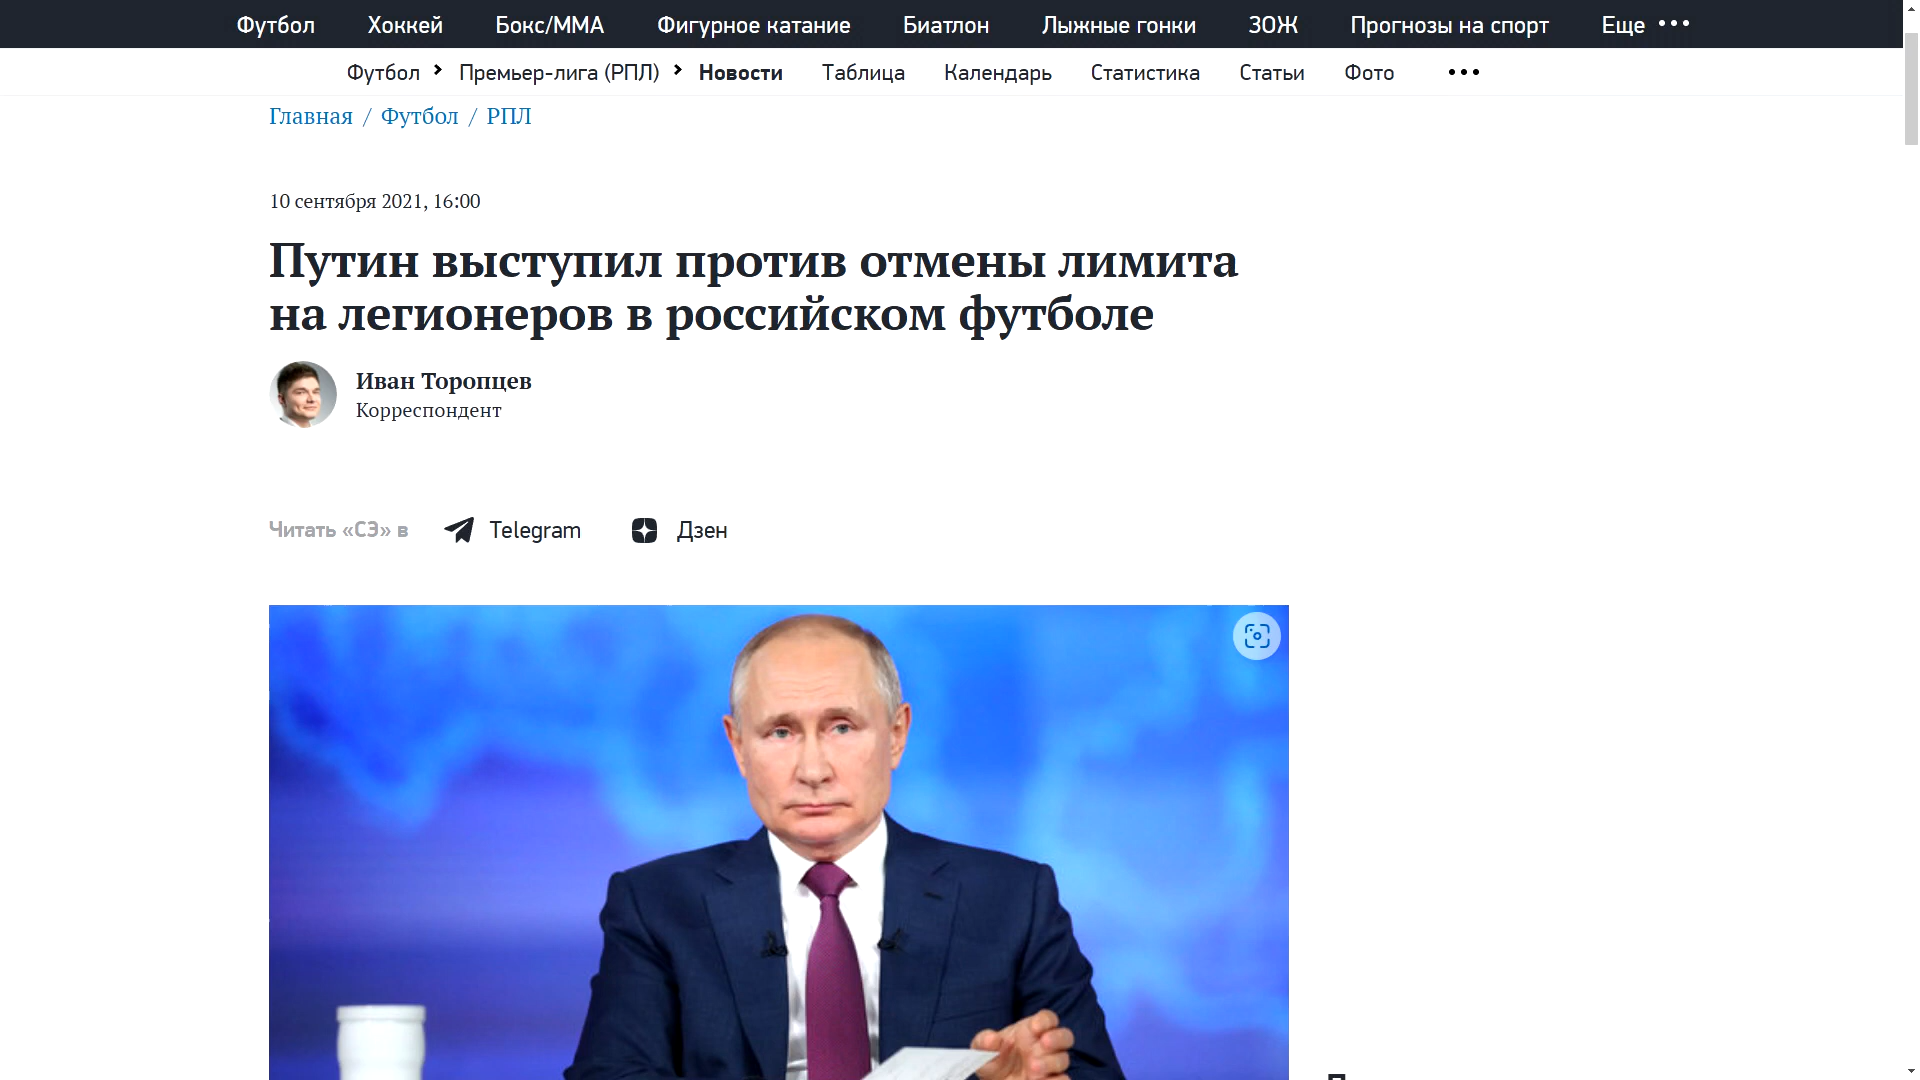 Футбол Хоккей Бокс/ММА Фигурное катание Биатлон Лыжные гонки ЗОЖ Прогнозы на спорт Еще •••
Футбол Премьер-лига (РПЛ) Новости Таблица Календарь Статистика Статьи Фото •••
Главная / Футбол / РПЛ
10 сентября 2021, 16:00
Путин выступил против отмены лимита
на легионеров в российском футболе
Иван Торопцев
Корреспондент
Читать «СЭ» в Telegram Дзен